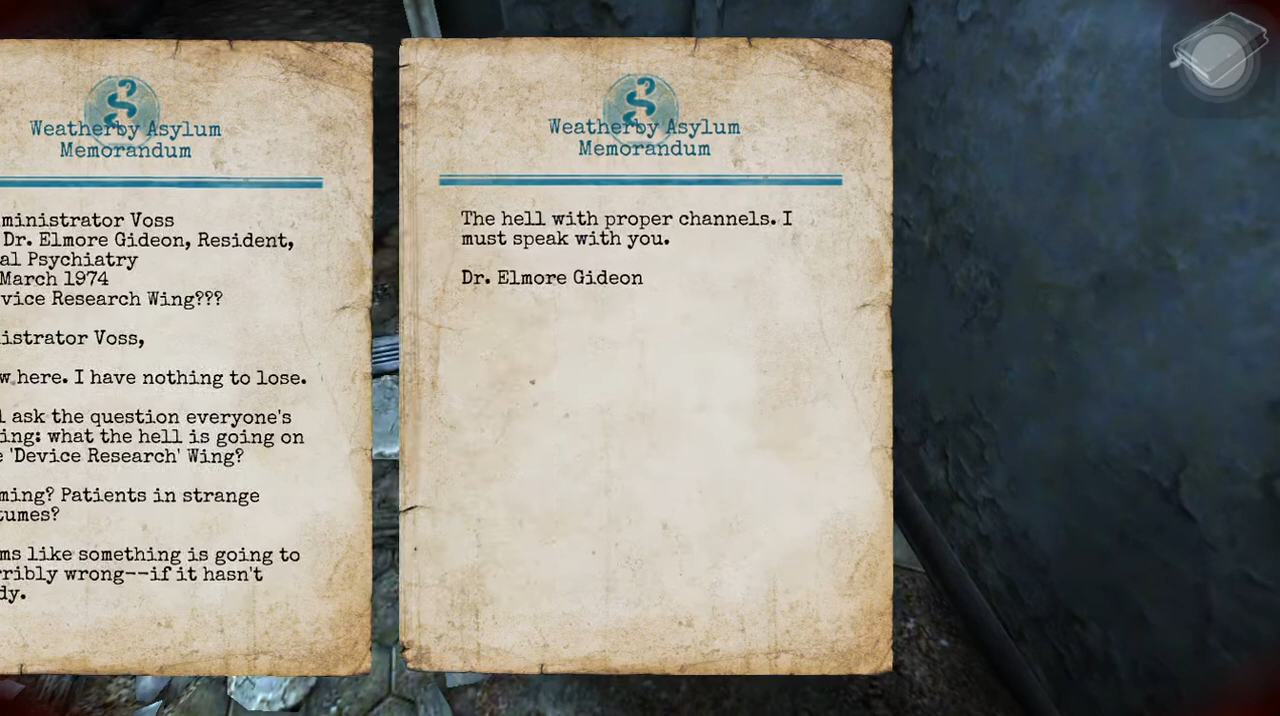 Weatherby Asylum
Memorandum
ministrator Voss
Dr. Elmore Gideon, Resident,
al Psychiatry
March 1974
vice Research Wing???
istrator Voss,
w here. I have nothing to lose.
l ask the question everyone's
ing: what the hell is going on
e 'Device Research' Wing?
ming? Patients in strange
tumes?
ms like something is going to
rribly wrong--if it hasn't
dy.
Weatherby Asylum
Memorandum
The hell with proper channels. I
must speak with you.
Dr. Elmore Gideon